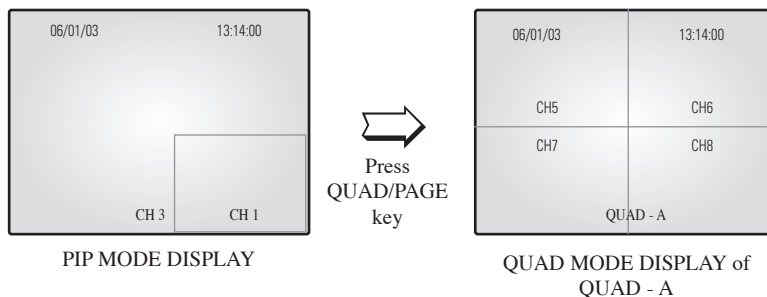 06/01/03 13:14:00
CH 3 CH 1
PIP MODE DISPLAY
Press
QUAD/PAGE
key
06/01/03 13:14:00
CH5 CH6
CH7 CH8
QUAD - A
QUAD MODE DISPLAY of
QUAD - A